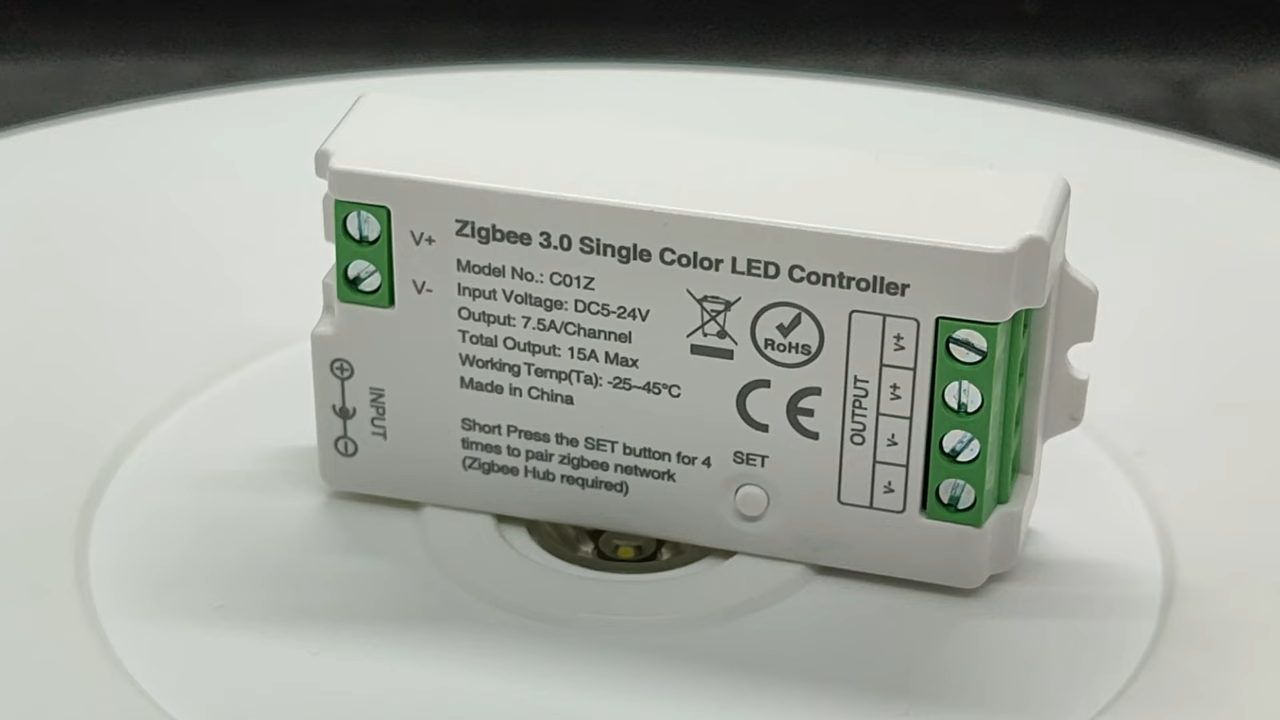 V+
V-
INPUT
Zigbee 3.0 Single Color LED Controller
Model No.: C01Z
Input Voltage: DC5-24V
Output: 7.5A/Channel
Total Output: 15A Max
Working Temp(Ta): -25~45°C
Made in China
Short Press the SET button for 4
times to pair zigbee network
(Zigbee Hub required)
RoHS
CE
SET
OUTPUT
V+
V+
V-
V-